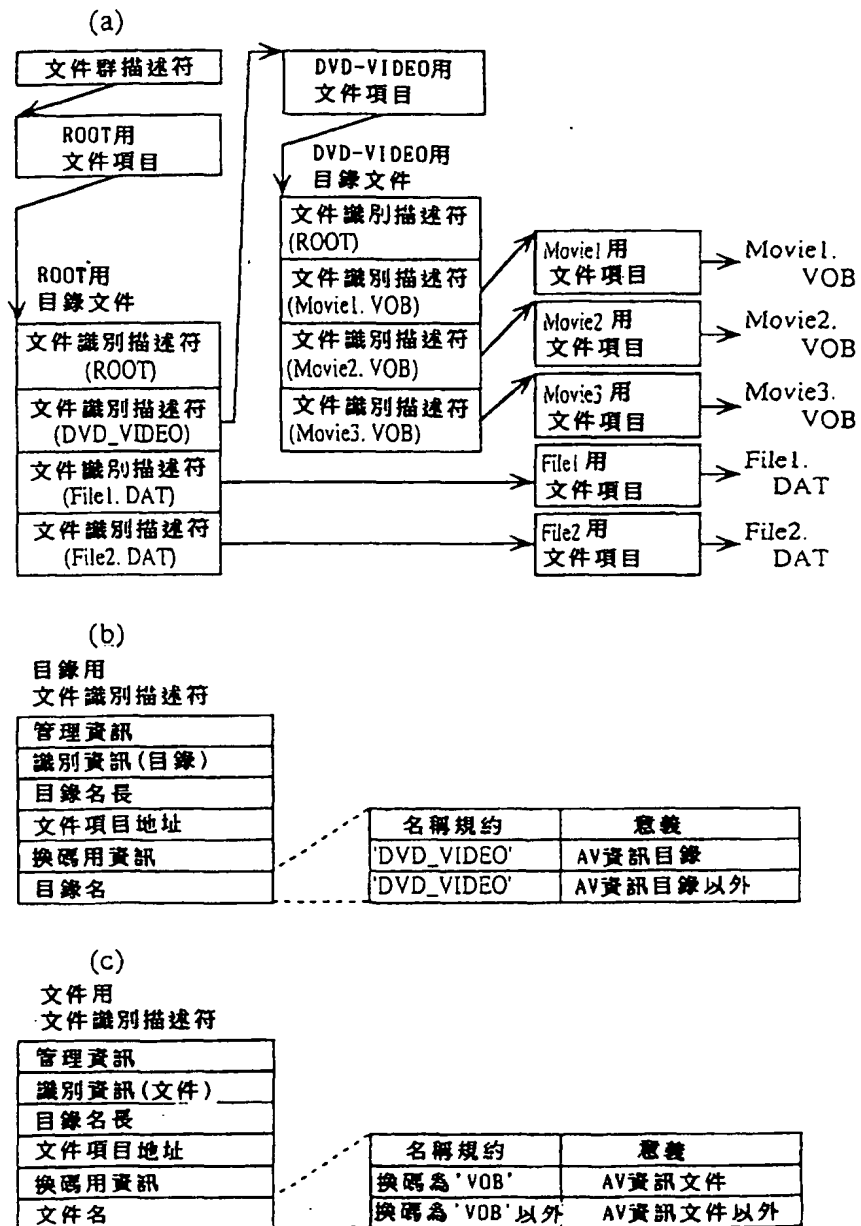 (a)
文件群描述符
ROOT用
文件項目
ROOT用
目錄文件
文件識別描述符
(ROOT)
文件識別描述符
(DVD_VIDEO)
文件識別描述符
(File1. DAT)
文件識別描述符
(File2. DAT)
DVD-VIDEO用
文件項目
DVD-VIDEO用
目錄文件
文件識別描述符
(ROOT)
文件識別描述符
(Movie1. VOB)
文件識別描述符
(Movie2. VOB)
文件識別描述符
(Movie3. VOB)
Movie1 用
文件項目
Movie1.
VOB
Movie2 用
文件項目
Movie2.
VOB
Movie3 用
文件項目
Movie3.
VOB
File1 用
文件項目
File1.
DAT
File2 用
文件項目
File2.
DAT
(b)
目錄用
文件識別描述符
管理資訊
識別資訊(目錄)
目錄名長
文件項目地址
換碼用資訊
目錄名
名稱規約 意義
'DVD_VIDEO' AV資訊目錄
'DVD_VIDEO' AV資訊目錄以外
(c)
文件用
文件識別描述符
管理資訊
識別資訊(文件)
目錄名長
文件項目地址
換碼用資訊
文件名
名稱規約 意義
換碼為'VOB' AV資訊文件
換碼為'VOB'以外 AV資訊文件以外